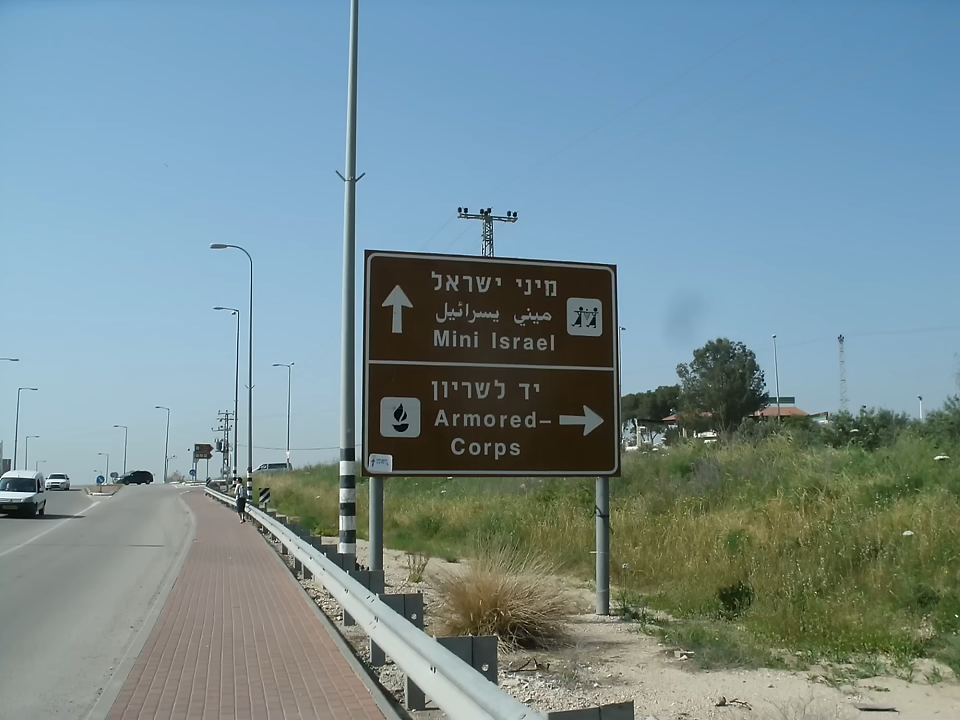 מיני ישראל
ميني يسرائيل
Mini Israel
יד לשריון
Armored-
Corps